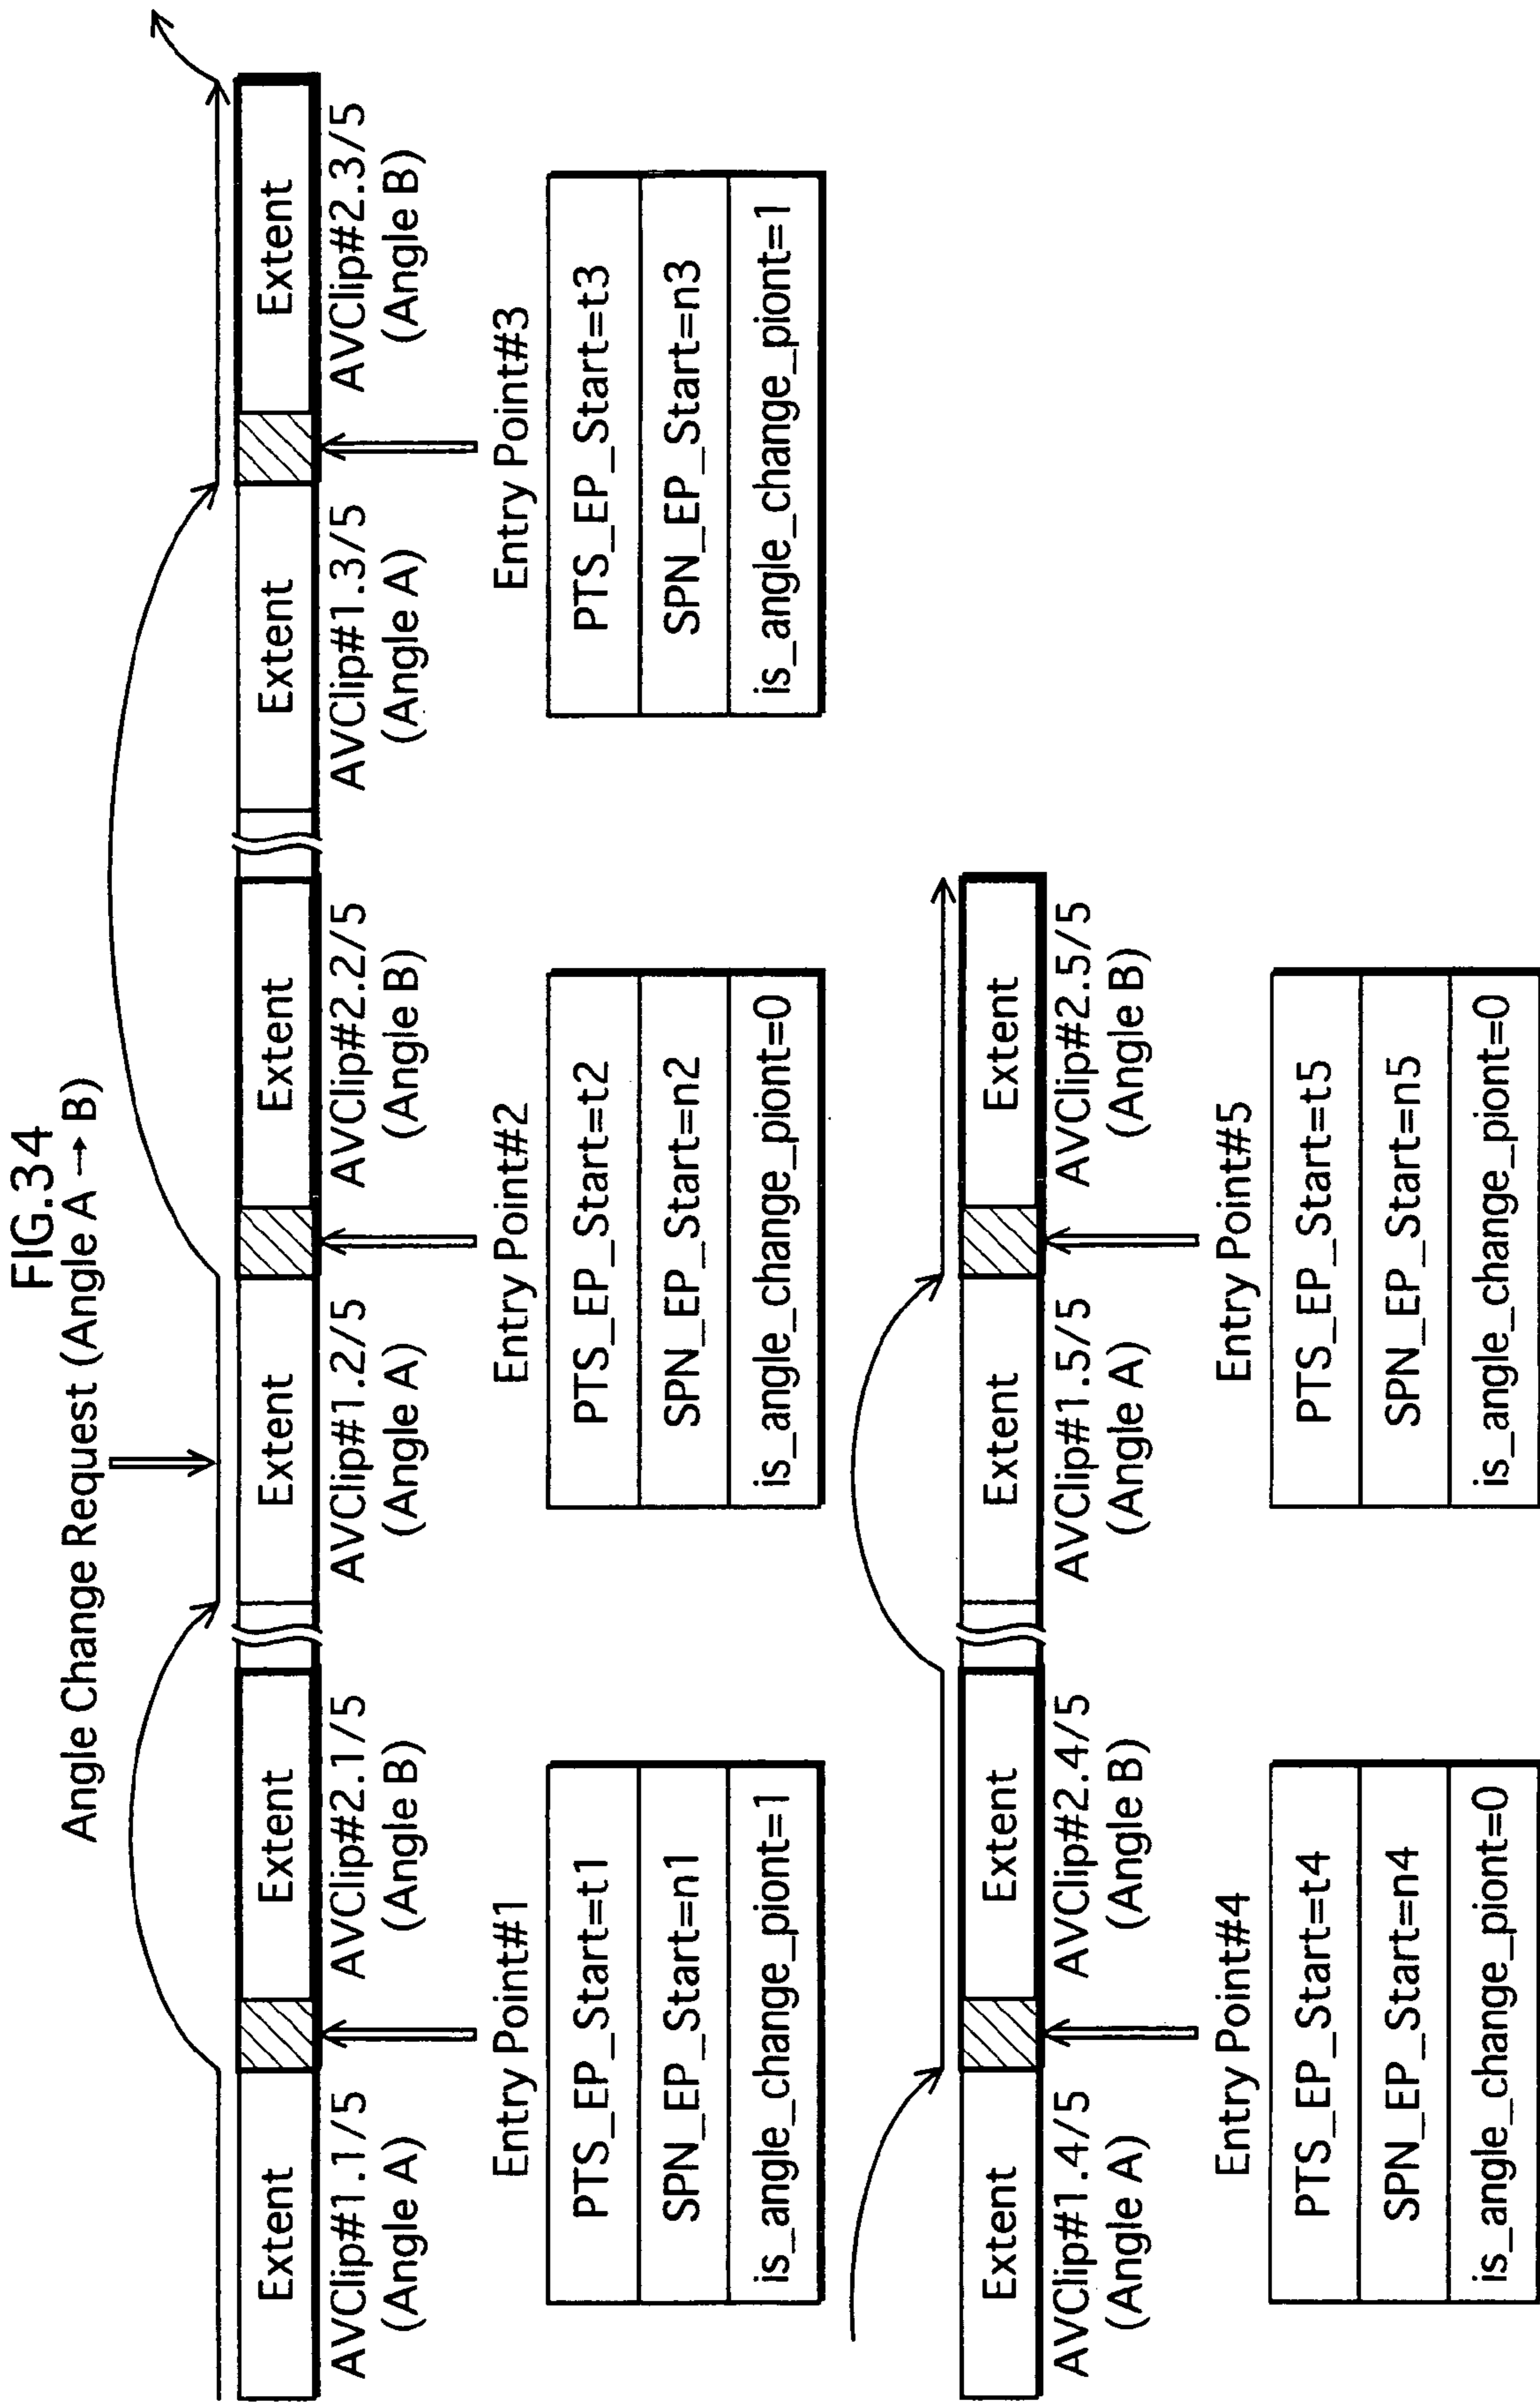 FIG.34
Angle Change Request (Angle A → B)
Extent
Extent
Extent
Extent
Extent
Extent
AVClip#1.1/5
AVClip#2.1/5
AVClip#1.2/5
AVClip#2.2/5
AVClip#1.3/5
AVClip#2.3/5
(Angle A)
(Angle B)
(Angle A)
(Angle B)
(Angle A)
(Angle B)
Entry Point#1
PTS_EP_Start=t1
SPN_EP_Start=n1
is_angle_change_piont=1
Entry Point#2
PTS_EP_Start=t2
SPN_EP_Start=n2
is_angle_change_piont=0
Entry Point#3
PTS_EP_Start=t3
SPN_EP_Start=n3
is_angle_change_piont=1
Extent
Extent
Extent
Extent
AVClip#1.4/5
AVClip#2.4/5
AVClip#1.5/5
AVClip#2.5/5
(Angle A)
(Angle B)
(Angle A)
(Angle B)
Entry Point#4
PTS_EP_Start=t4
SPN_EP_Start=n4
is_angle_change_piont=0
Entry Point#5
PTS_EP_Start=t5
SPN_EP_Start=n5
is_angle_change_piont=0